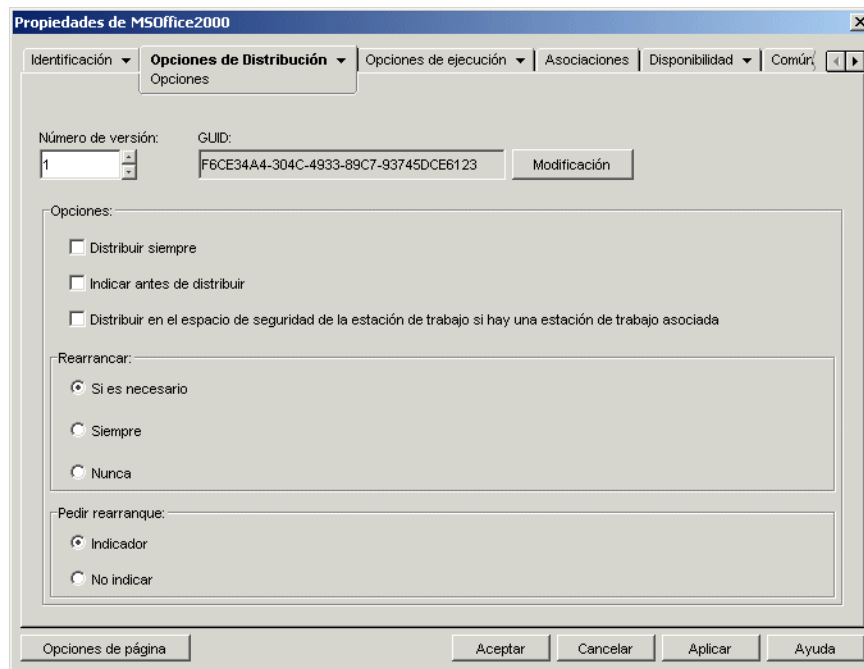 Propiedades de MSOffice2000
Identificación
Opciones de Distribución
Opciones de ejecución
Asociaciones
Disponibilidad
Común
Opciones
Número de versión:
GUID:
1
F6CE34A4-304C-4933-89C7-93745DCE6123
Modificación
Opciones:
Distribuir siempre
Indicar antes de distribuir
Distribuir en el espacio de seguridad de la estación de trabajo si hay una estación de trabajo asociada
Rearrancar:
Si es necesario
Siempre
Nunca
Pedir rearranque:
Indicador
No indicar
Opciones de página
Aceptar
Cancelar
Aplicar
Ayuda